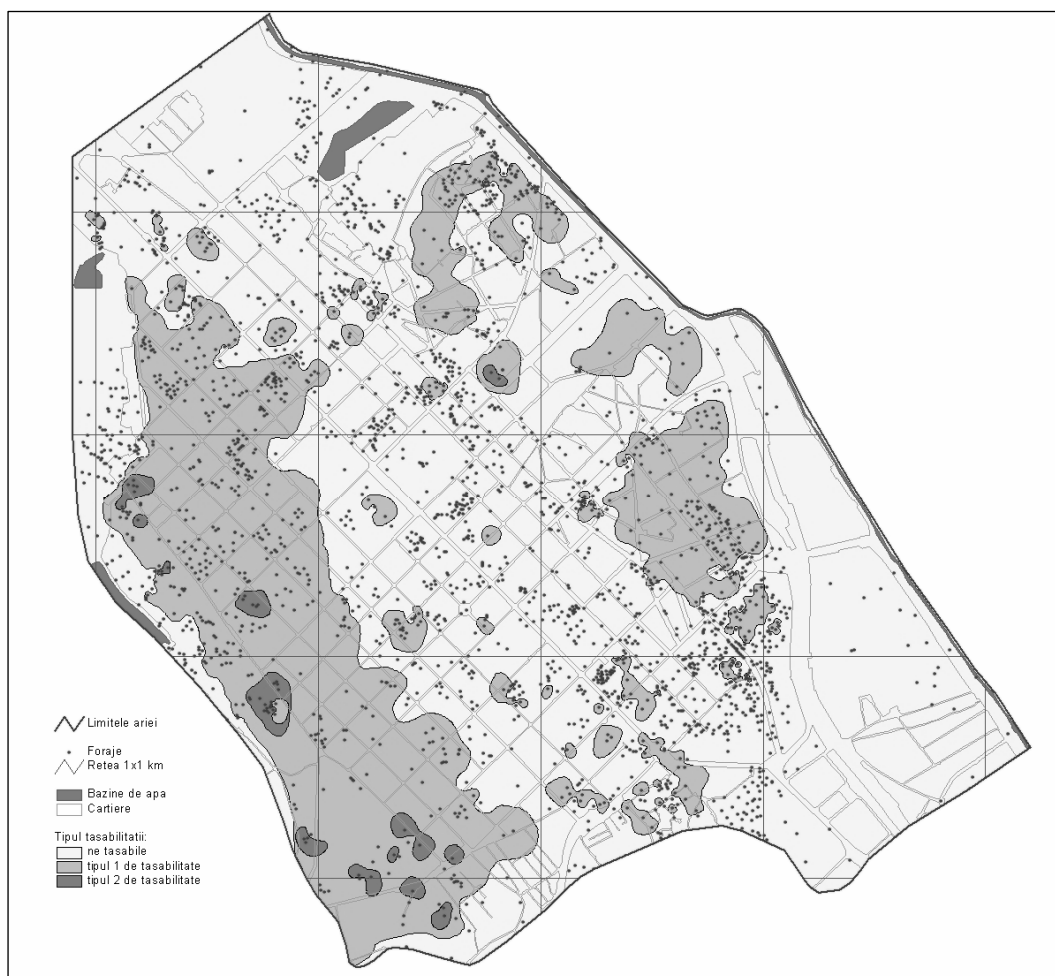 Limitele ariei
Foraje
Retea 1x1 km
Bazine de apa
Cartiere
Tipul tasabilitatii:
ne tasabile
tipul 1 de tasabilitate
tipul 2 de tasabilitate